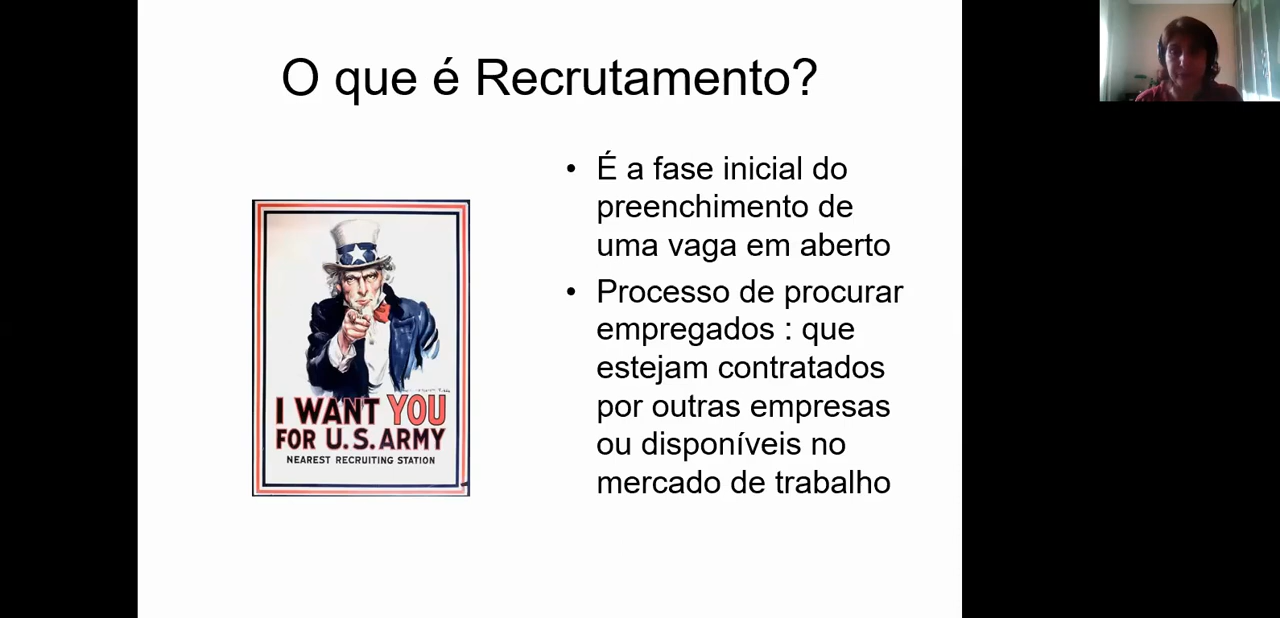 O que é Recrutamento?
• É a fase inicial do
preenchimento de
uma vaga em aberto
• Processo de procurar
empregados : que
estejam contratados
por outras empresas
ou disponíveis no
mercado de trabalho
I WANT YOU
FOR U.S. ARMY
NEAREST RECRUITING STATION